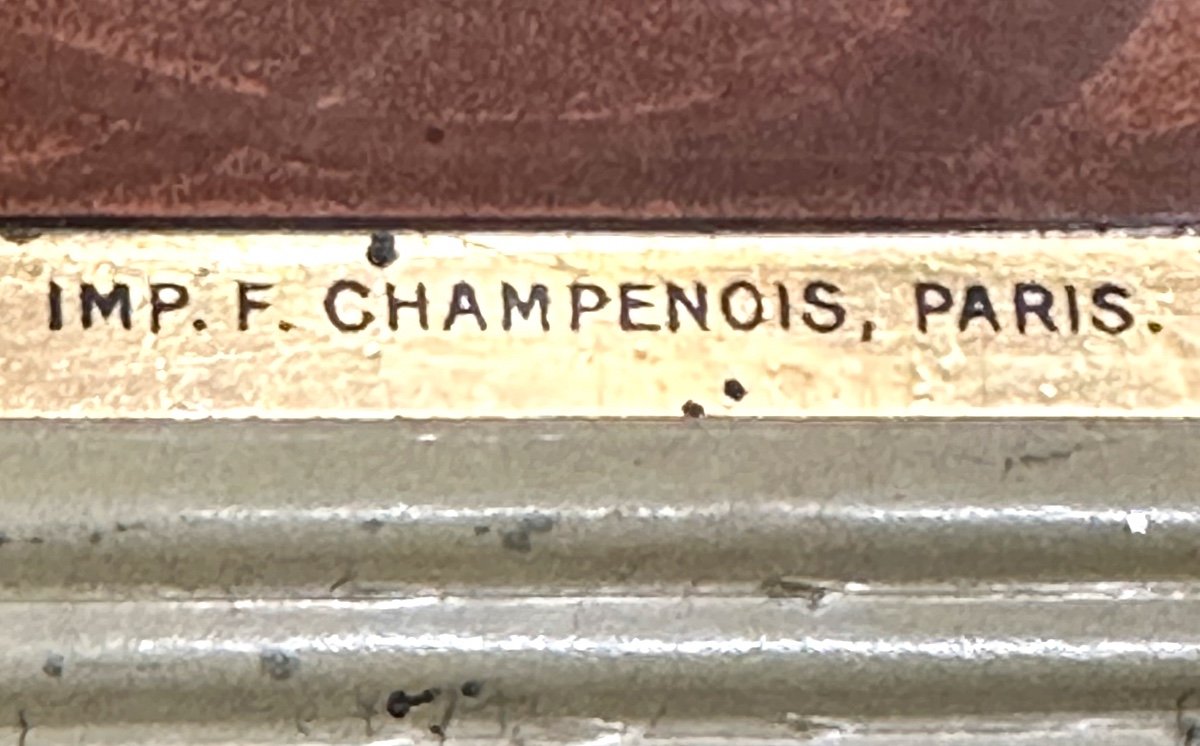 IMP. F. CHAMPENOIS, PARIS.